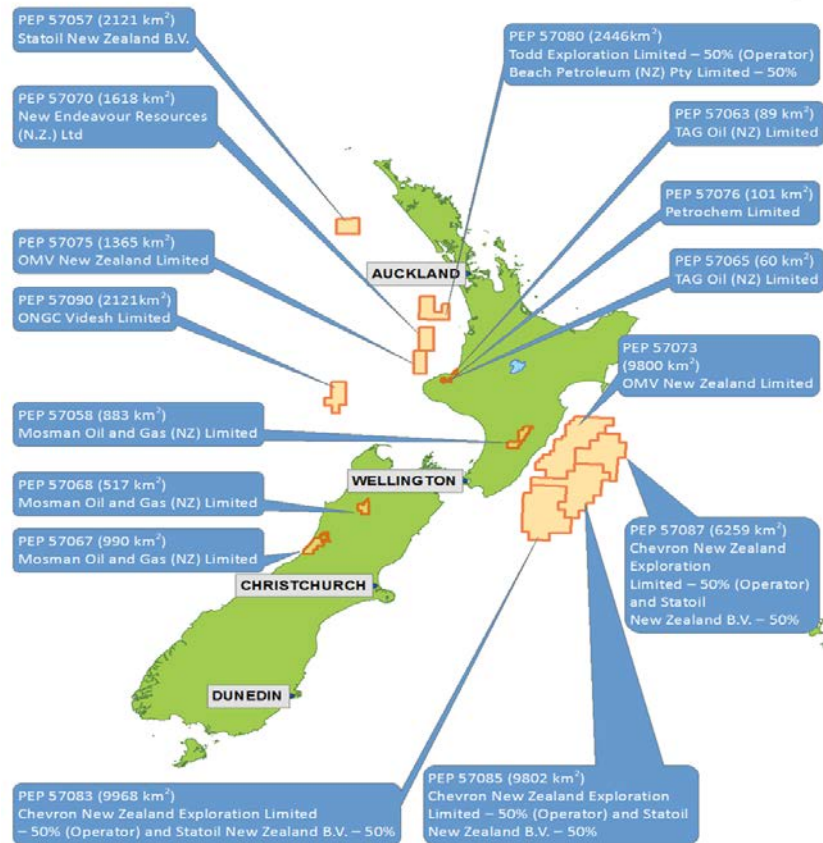 PEP 57057 (2121 km²)
Statoil New Zealand B.V.
PEP 57080 (2446km²)
Todd Exploration Limited – 50% (Operator)
Beach Petroleum (NZ) Pty Limited – 50%
PEP 57070 (1618 km²)
New Endeavour Resources
(N.Z.) Ltd
PEP 57063 (89 km²)
TAG Oil (NZ) Limited
PEP 57076 (101 km²)
Petrochem Limited
PEP 57075 (1365 km²)
OMV New Zealand Limited
AUCKLAND
PEP 57065 (60 km²)
TAG Oil (NZ) Limited
PEP 57090 (2121km²)
ONGC Videsh Limited
PEP 57073
(9800 km²)
OMV New Zealand Limited
PEP 57058 (883 km²)
Mosman Oil and Gas (NZ) Limited
WELLINGTON
PEP 57068 (517 km²)
Mosman Oil and Gas (NZ) Limited
PEP 57067 (990 km²)
Mosman Oil and Gas (NZ) Limited
PEP 57087 (6259 km²)
Chevron New Zealand
Exploration
Limited – 50% (Operator)
and Statoil
New Zealand B.V. – 50%
CHRISTCHURCH
DUNEDIN
PEP 57083 (9968 km²)
Chevron New Zealand Exploration Limited
– 50% (Operator) and Statoil New Zealand B.V. – 50%
PEP 57085 (9802 km²)
Chevron New Zealand Exploration
Limited – 50% (Operator) and Statoil
New Zealand B.V. – 50%